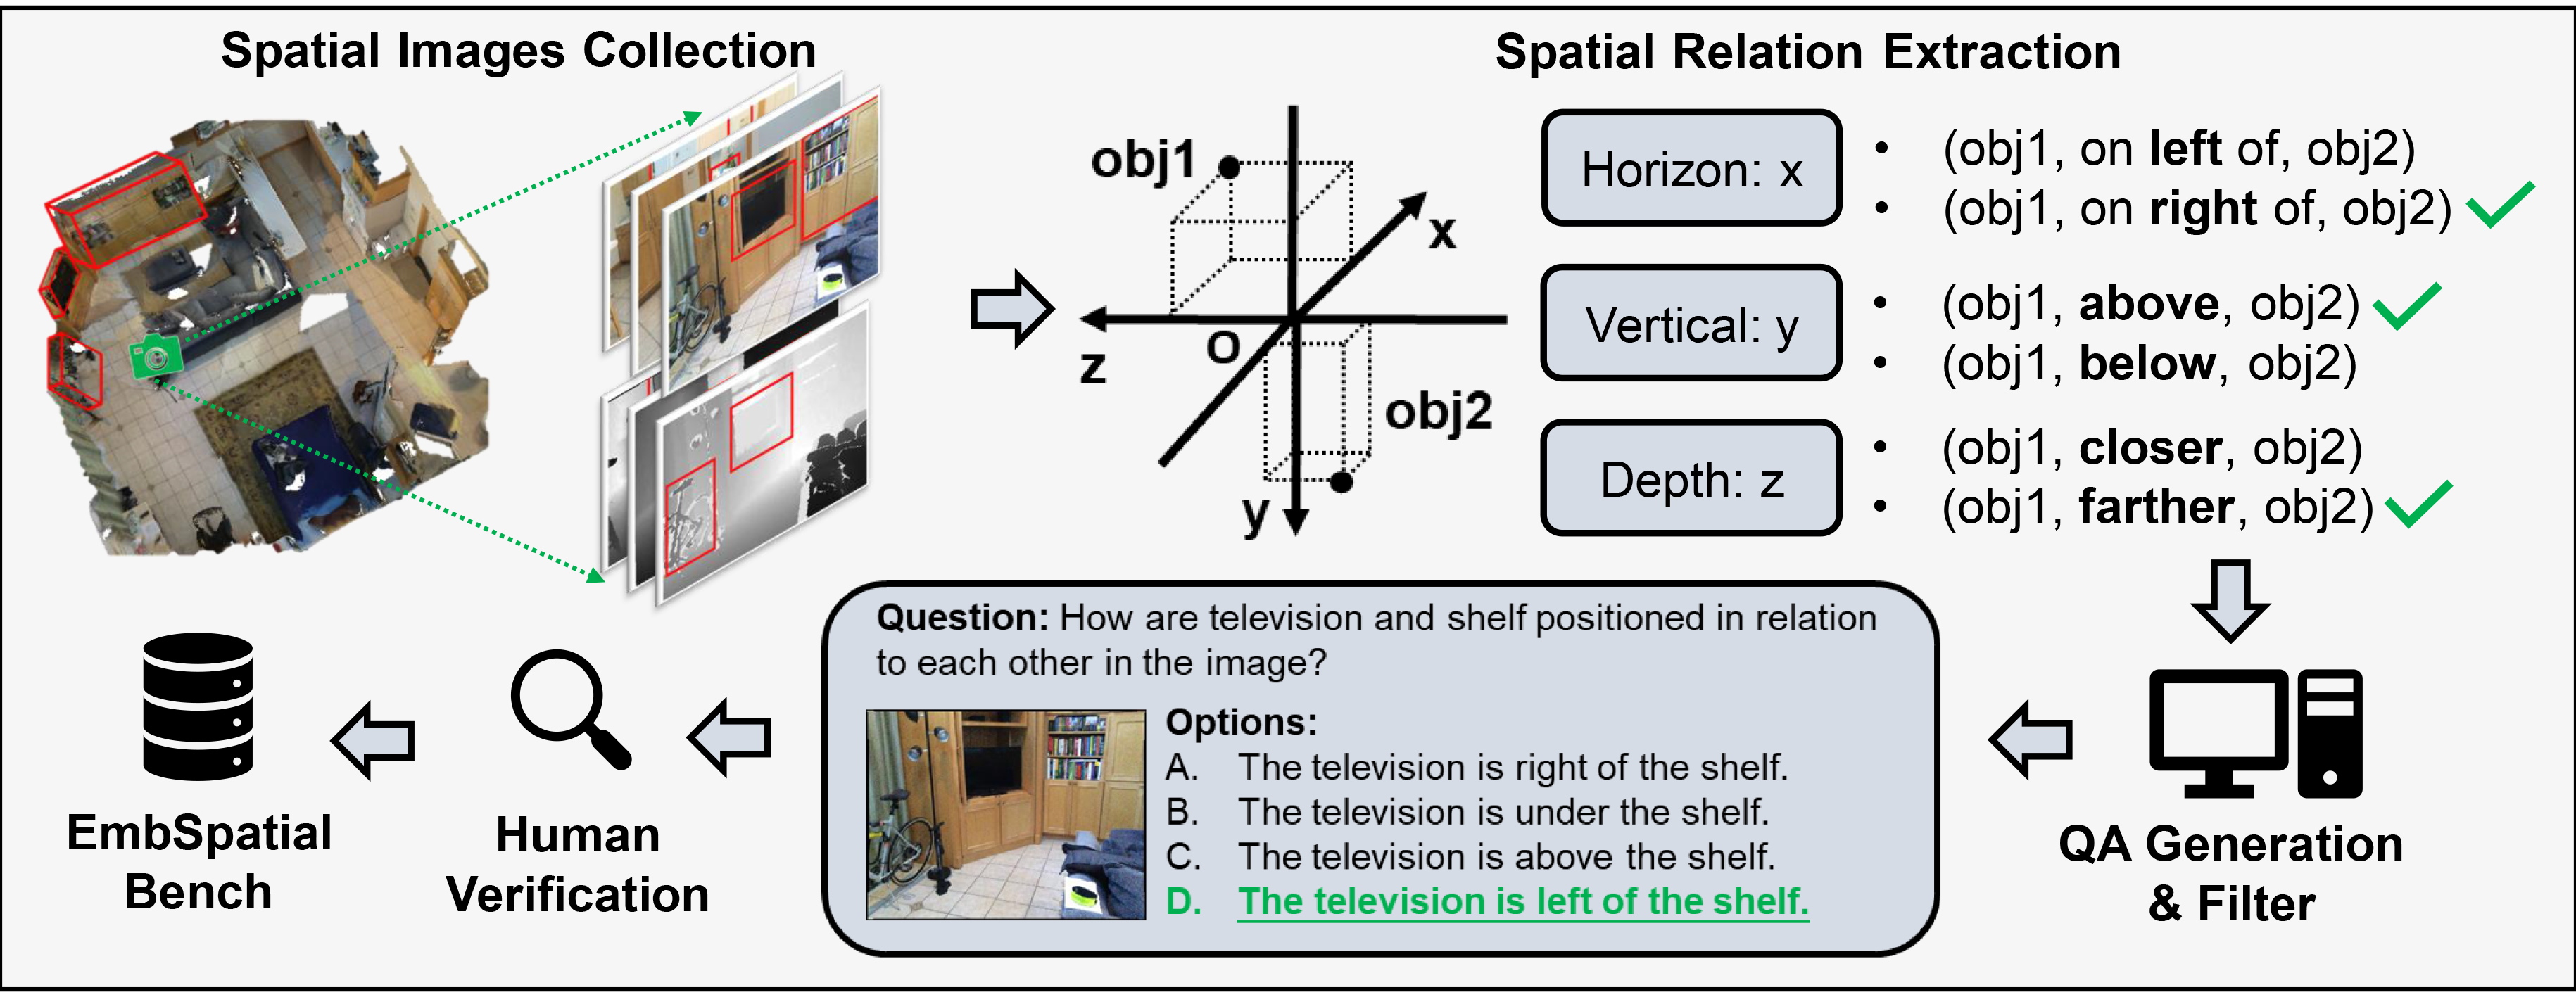 Spatial Images Collection
Spatial Relation Extraction
obj1
x
O
z
obj2
y
Horizon: x
• (obj1, on left of, obj2)
• (obj1, on right of, obj2)
Vertical: y
• (obj1, above, obj2)
• (obj1, below, obj2)
Depth: z
• (obj1, closer, obj2)
• (obj1, farther, obj2)
QA Generation
& Filter
Question: How are television and shelf positioned in relation
to each other in the image?
Options:
A. The television is right of the shelf.
B. The television is under the shelf.
C. The television is above the shelf.
D. The television is left of the shelf.
Human
Verification
EmbSpatial
Bench